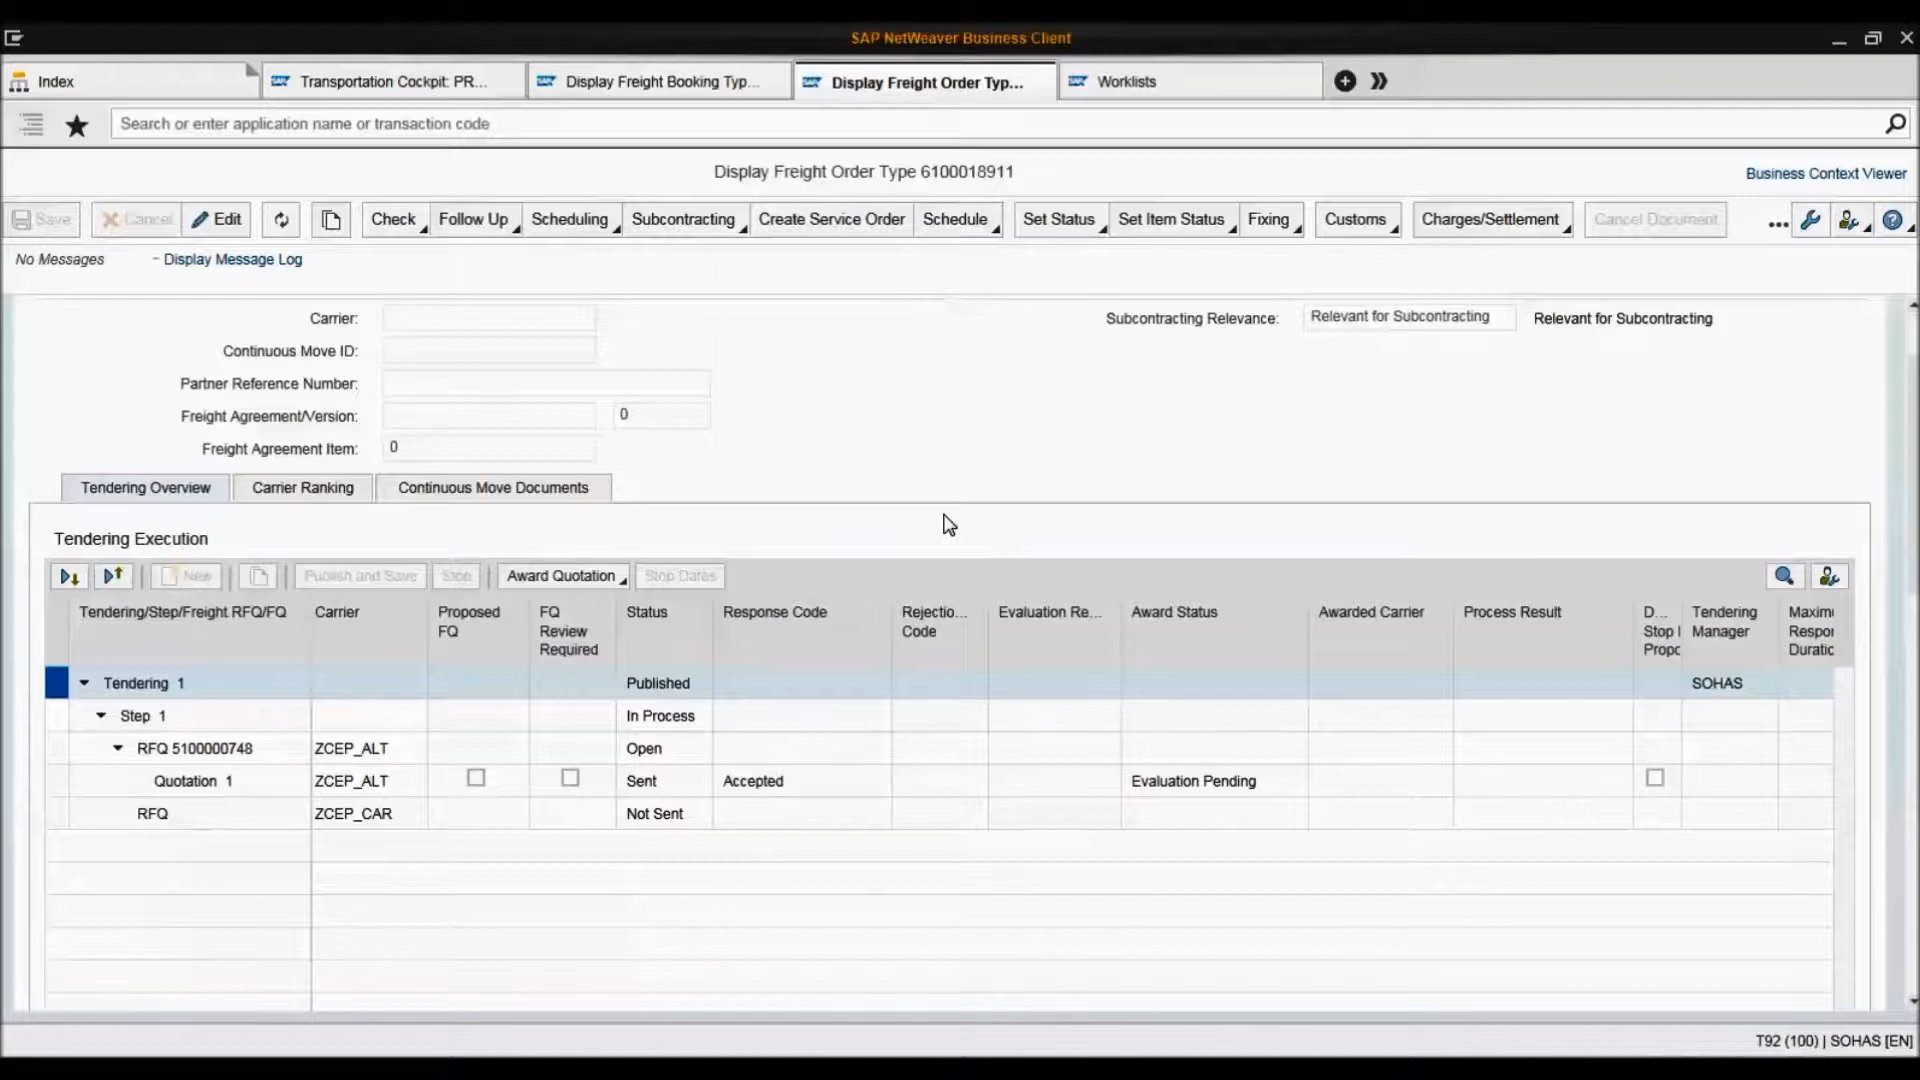 SAP NetWeaver Business Client
Index
Transportation Cockpit: PR...
Display Freight Booking Typ...
Display Freight Order Typ...
Worklists
Search or enter application name or transaction code
Display Freight Order Type 6100018911
Business Context Viewer
Save Cancel Edit Check Follow Up Scheduling Subcontracting Create Service Order Schedule Set Status Set Item Status Fixing Customs Charges/Settlement Cancel Document ...
No Messages - Display Message Log
Carrier:
Subcontracting Relevance: Relevant for Subcontracting Relevant for Subcontracting
Continuous Move ID:
Partner Reference Number:
Freight Agreement/Version: 0
Freight Agreement Item: 0
Tendering Overview Carrier Ranking Continuous Move Documents
Tendering Execution
New Publish and Save Stop Award Quotation Stop Dates
Tendering/Step/Freight RFQ/FQ Carrier Proposed Status Response Code Rejectio... Evaluation Re... Award Status Awarded Carrier Process Result D... Tendering Maximu
FQ FQ Code Stop Manager Respor
Review Required Propo Duratic
Tendering 1 Published SOHAS
Step 1 In Process
RFQ 5100000748 ZCEP_ALT Open
Quotation 1 ZCEP_ALT Sent Accepted Evaluation Pending
RFQ ZCEP_CAR Not Sent
T92 (100) | SOHAS [EN]